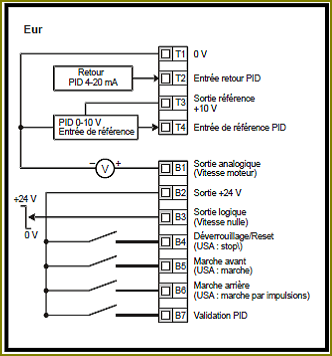 Eur
T1 0 V
Retour
PID 4-20 mA
T2 Entrée retour PID
T3 Sortie référence
+10 V
PID 0-10 V
Entrée de référence
T4 Entrée de référence PID
− V +
B1 Sortie analogique
(Vitesse moteur)
B2 Sortie +24 V
+24 V
0 V
B3 Sortie logique
(Vitesse nulle)
B4 Déverrouillage/Reset
(USA : stop\)
B5 Marche avant
(USA : marche)
B6 Marche arrière
(USA : marche par impulsions)
B7 Validation PID